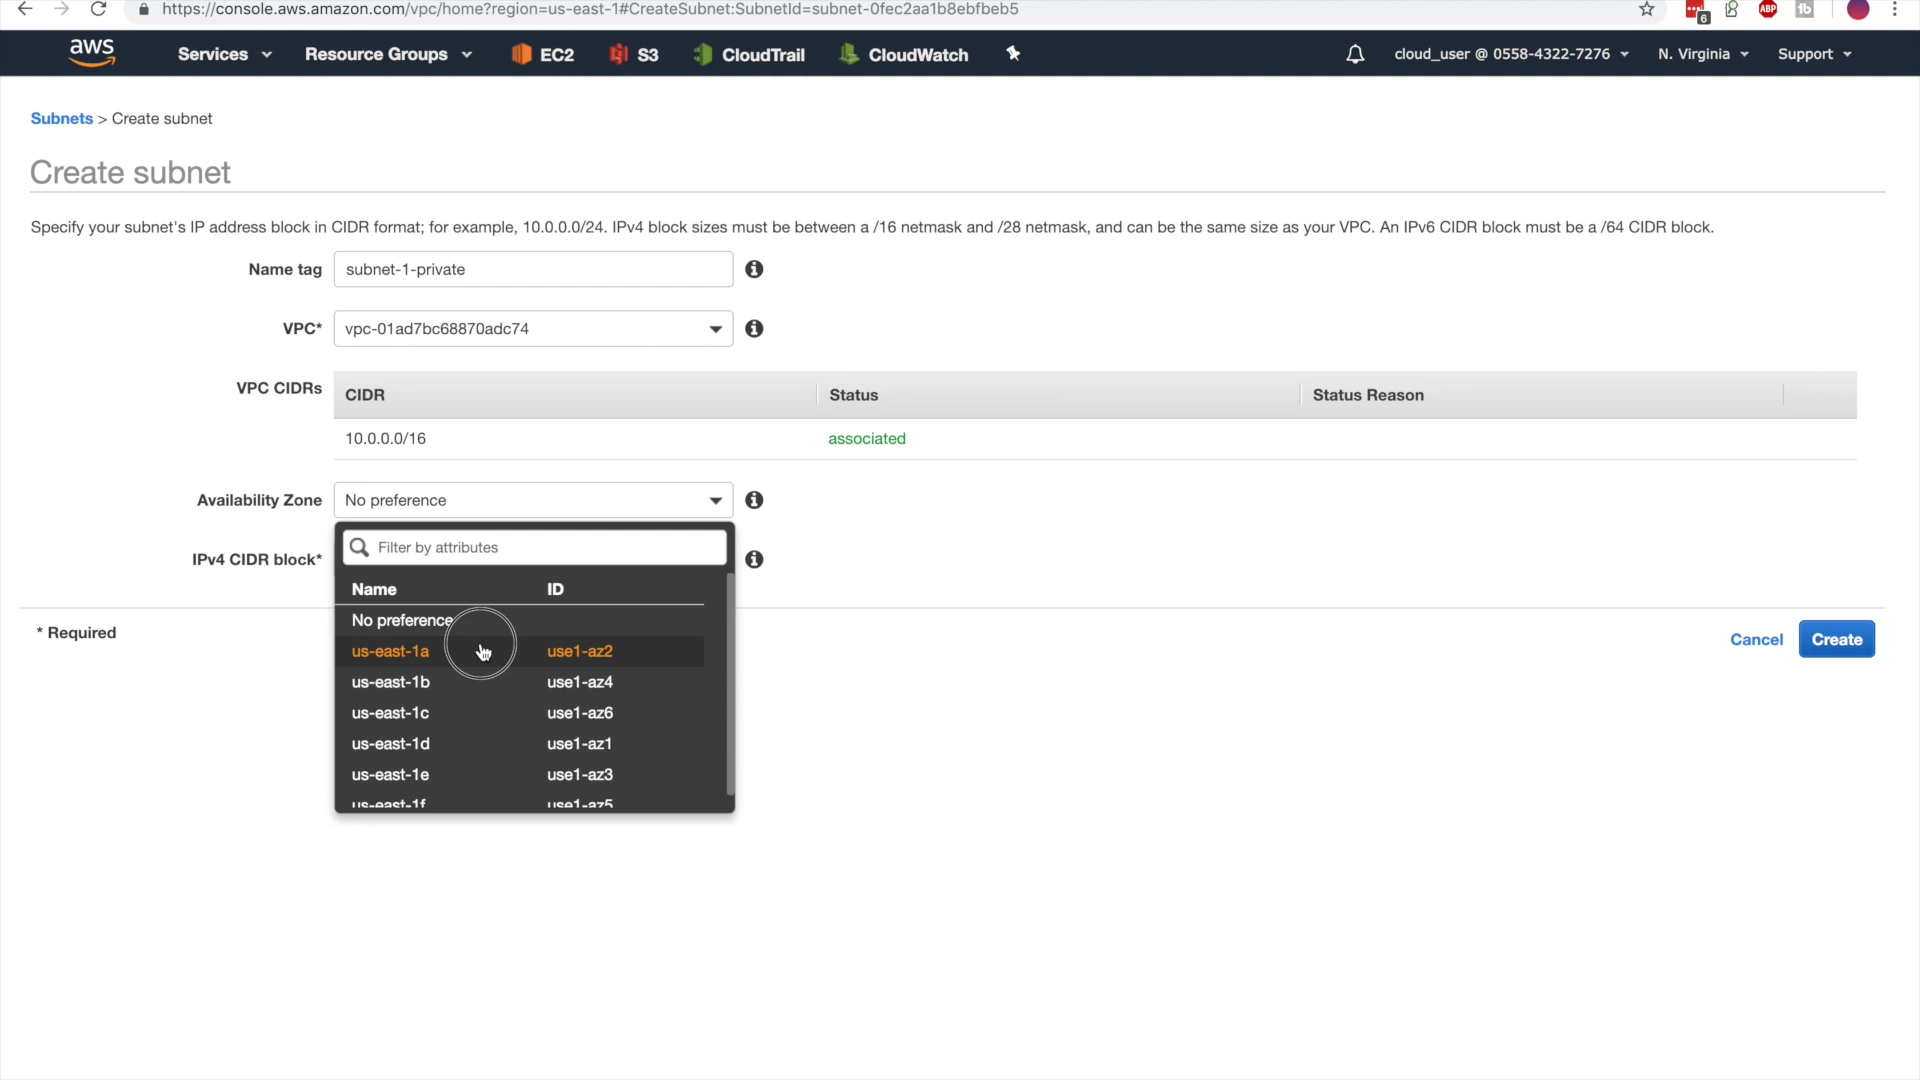 https://console.aws.amazon.com/vpc/home?region=us-east-1#CreateSubnet:SubnetId=subnet-0fec2aa1b8ebfbeb5
6
ABP
tb
aws
Services
Resource Groups
EC2
S3
CloudTrail
CloudWatch
cloud_user @ 0558-4322-7276
N. Virginia
Support
Subnets > Create subnet
Create subnet
Specify your subnet's IP address block in CIDR format; for example, 10.0.0.0/24. IPv4 block sizes must be between a /16 netmask and /28 netmask, and can be the same size as your VPC. An IPv6 CIDR block must be a /64 CIDR block.
Name tag subnet-1-private
VPC* vpc-01ad7bc68870adc74
VPC CIDRs CIDR Status Status Reason
10.0.0.0/16 associated
Availability Zone No preference
Filter by attributes
IPv4 CIDR block*
Name ID
No preference
us-east-1a use1-az2
us-east-1b use1-az4
us-east-1c use1-az6
us-east-1d use1-az1
us-east-1e use1-az3
us-east-1f use1-az5
* Required
Cancel Create